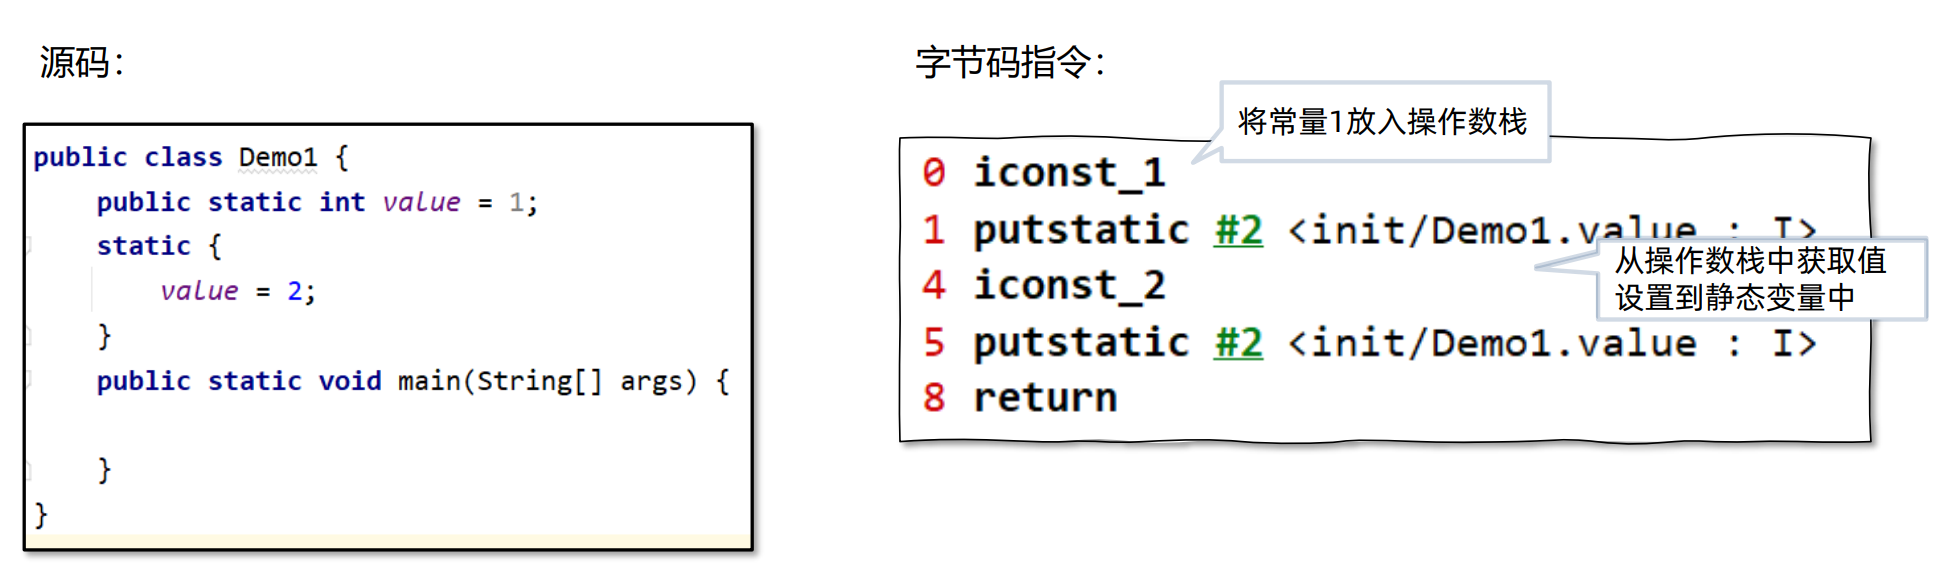 源码：
public class Demo1 {
public static int value = 1;
static {
value = 2;
}
public static void main(String[] args) {
}
}
字节码指令：
将常量1放入操作数栈
0 iconst_1
1 putstatic #2 <init/Demo1.value : I>
从操作数栈中获取值
设置到静态变量中
4 iconst_2
5 putstatic #2 <init/Demo1.value : I>
8 return